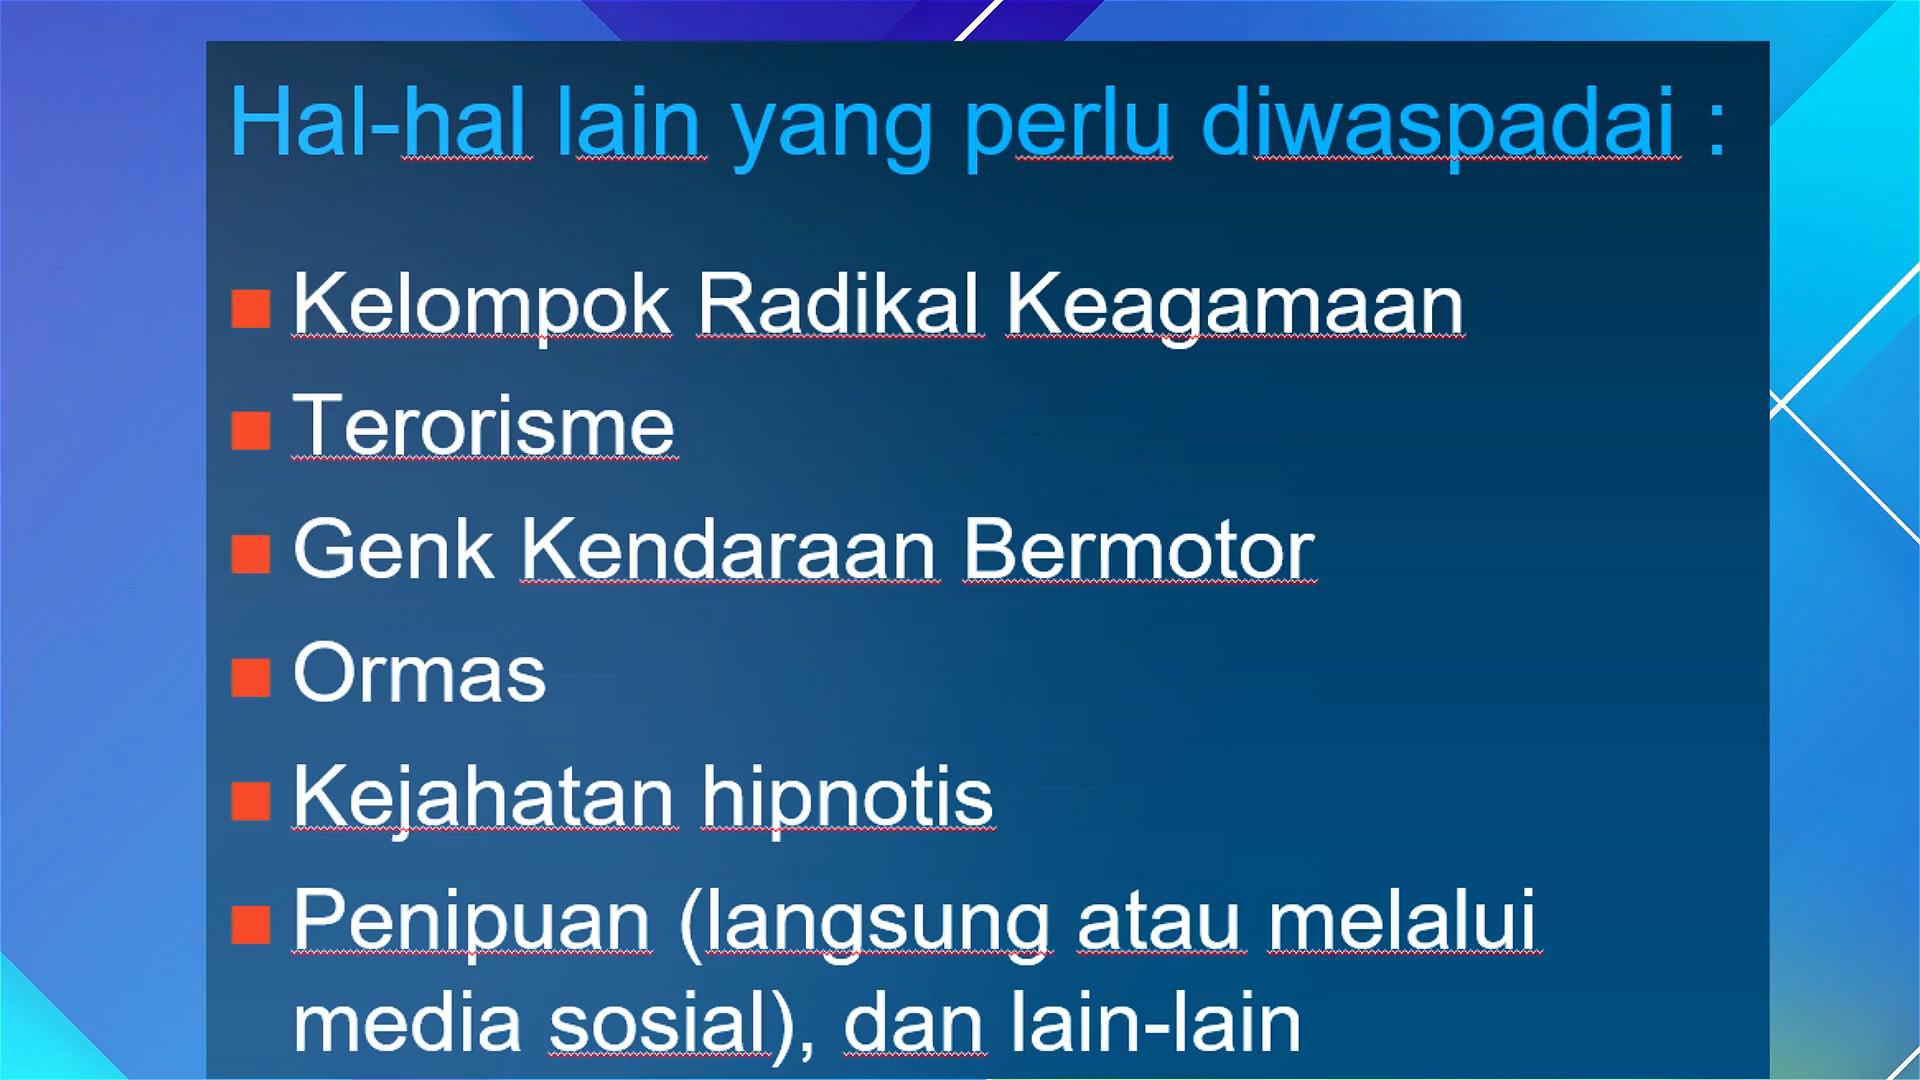 Hal-hal lain yang perlu diwaspadai :
Kelompok Radikal Keagamaan
Terorisme
Genk Kendaraan Bermotor
Ormas
Kejahatan hipnotis
Penipuan (langsung atau melalui
media sosial), dan lain-lain